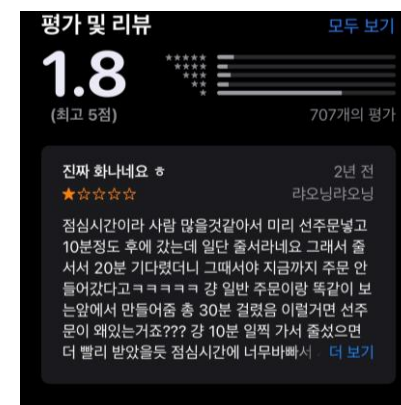 평가 및 리뷰 모두 보기
1.8
★★★★★
★★★★
★★★
★★
★
(최고 5점) 707개의 평가
진짜 화나네요 ㅎ 2년 전
★☆☆☆☆ 랴오닝랴오닝
점심시간이라 사람 많을것같아서 미리 선주문넣고
10분정도 후에 갔는데 일단 줄서라네요 그래서 줄
서서 20분 기다렸더니 그때서야 지금까지 주문 안
들어갔다고ㅋㅋㅋㅋㅋ 걍 일반 주문이랑 똑같이 보
는앞에서 만들어줌 총 30분 걸렸음 이럴거면 선주
문이 왜있는거죠??? 걍 10분 일찍 가서 줄섰으면
더 빨리 받았을듯 점심시간에 너무바빠서 더 보기